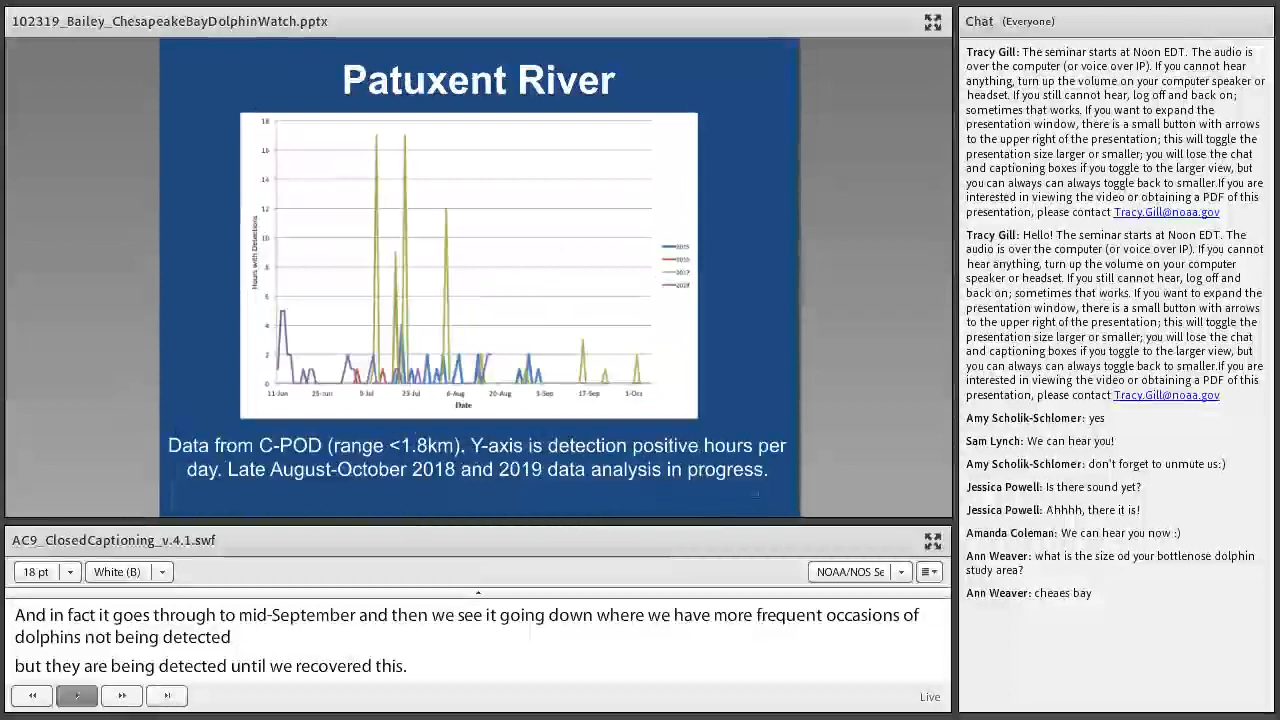 102319_Bailey_ChesapeakeBayDolphinWatch.pptx
Patuxent River
18
16
14
12
10
8
6
4
2
0
Hours with Detections
11-Jun 25-Jun 9-Jul 23-Jul 6-Aug 20-Aug 3-Sep 17-Sep 1-Oct
Date
2015
2016
2017
2018
Data from C-POD (range <1.8km). Y-axis is detection positive hours per
day. Late August-October 2018 and 2019 data analysis in progress.
AC9_ClosedCaptioning_v.4.1.swf
18 pt
White (B)
NOAA/NOS Se
And in fact it goes through to mid-September and then we see it going down where we have more frequent occasions of
dolphins not being detected
but they are being detected until we recovered this.
Live
Chat (Everyone)
Tracy Gill: The seminar starts at Noon EDT. The audio is
over the computer (or voice over IP). If you cannot hear
anything, turn up the volume on your computer speaker or
headset. If you still cannot hear, log off and back on;
sometimes that works. If you want to expand the
presentation window, there is a small button with arrows
to the upper right of the presentation; this will toggle the
presentation size larger or smaller; you will lose the chat
and captioning boxes if you toggle to the larger view, but
you can always can always toggle back to smaller.If you are
interested in viewing the video or obtaining a PDF of this
presentation, please contact Tracy.Gill@noaa.gov
Tracy Gill: Hello! The seminar starts at Noon EDT. The
audio is over the computer (or voice over IP). If you cannot
hear anything, turn up the volume on your computer
speaker or headset. If you still cannot hear, log off and
back on; sometimes that works. If you want to expand the
presentation window, there is a small button with arrows
to the upper right of the presentation; this will toggle the
presentation size larger or smaller; you will lose the chat
and captioning boxes if you toggle to the larger view, but
you can always can always toggle back to smaller.If you are
interested in viewing the video or obtaining a PDF of this
presentation, please contact Tracy.Gill@noaa.gov
Amy Scholik-Schlomer: yes
Sam Lynch: We can hear you!
Amy Scholik-Schlomer: don't forget to unmute us:)
Jessica Powell: Is there sound yet?
Jessica Powell: Ahhhh, there it is!
Amanda Coleman: We can hear you now :)
Ann Weaver: what is the size od your bottlenose dolphin
study area?
Ann Weaver: cheaes bay